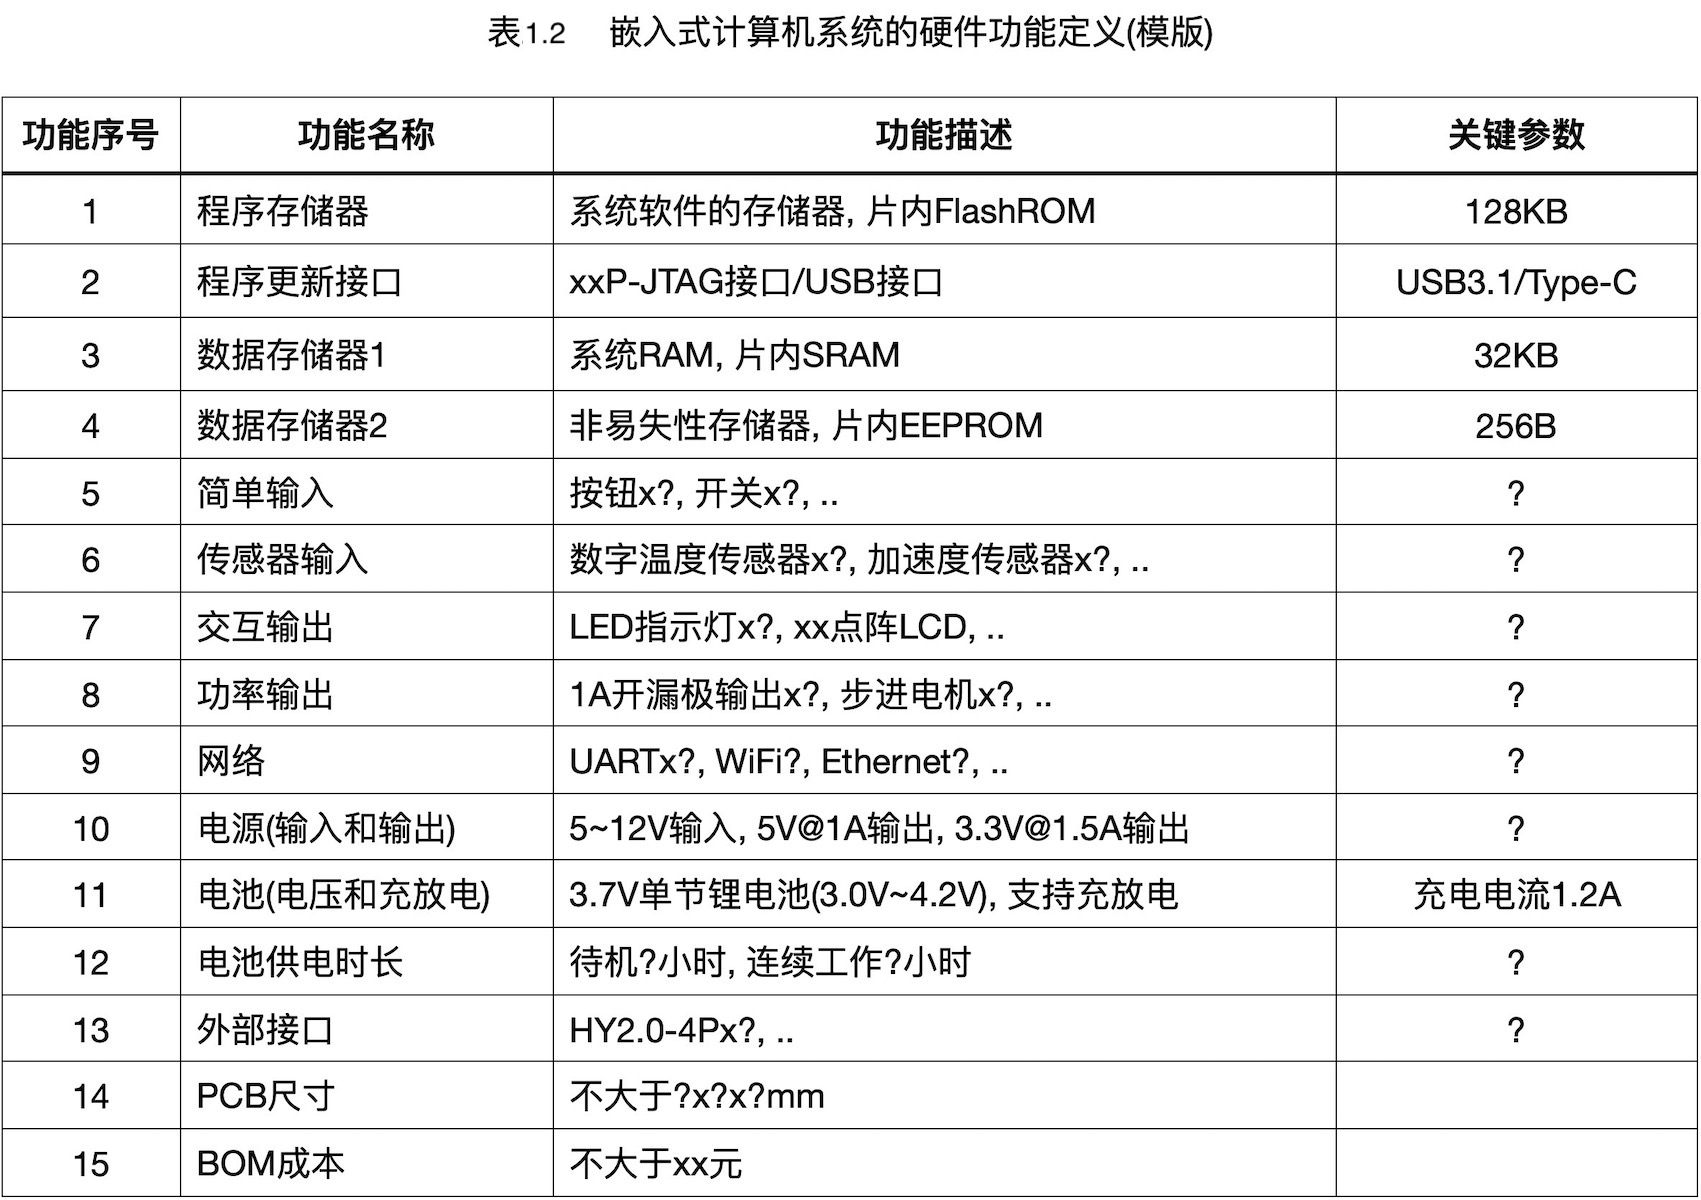 表1.2 嵌入式计算机系统的硬件功能定义(模版)
功能序号 功能名称 功能描述 关键参数
1 程序存储器 系统软件的存储器, 片内FlashROM 128KB
2 程序更新接口 xxP-JTAG接口/USB接口 USB3.1/Type-C
3 数据存储器1 系统RAM, 片内SRAM 32KB
4 数据存储器2 非易失性存储器, 片内EEPROM 256B
5 简单输入 按钮x?, 开关x?, .. ?
6 传感器输入 数字温度传感器x?, 加速度传感器x?, .. ?
7 交互输出 LED指示灯x?, xx点阵LCD, .. ?
8 功率输出 1A开漏极输出x?, 步进电机x?, .. ?
9 网络 UARTx?, WiFi?, Ethernet?, .. ?
10 电源(输入和输出) 5~12V输入, 5V@1A输出, 3.3V@1.5A输出 ?
11 电池(电压和充放电) 3.7V单节锂电池(3.0V~4.2V), 支持充放电 充电电流1.2A
12 电池供电时长 待机?小时, 连续工作?小时 ?
13 外部接口 HY2.0-4Px?, .. ?
14 PCB尺寸 不大于?x?x?mm
15 BOM成本 不大于xx元